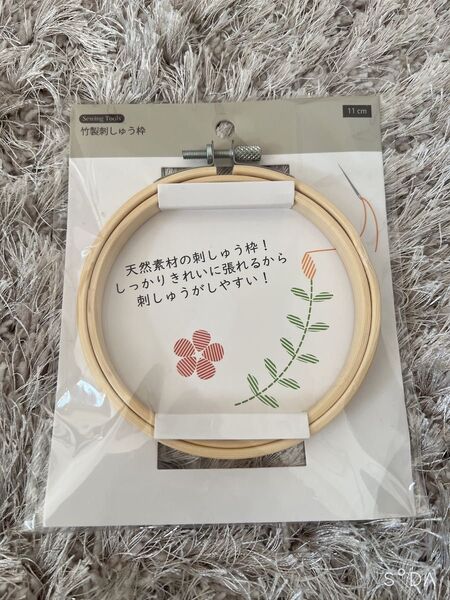 Sewing Tools
竹製刺しゅう枠
11 cm
天然素材の刺しゅう枠！
しっかりきれいに張れるから
刺しゅうがしやすい！
SODA